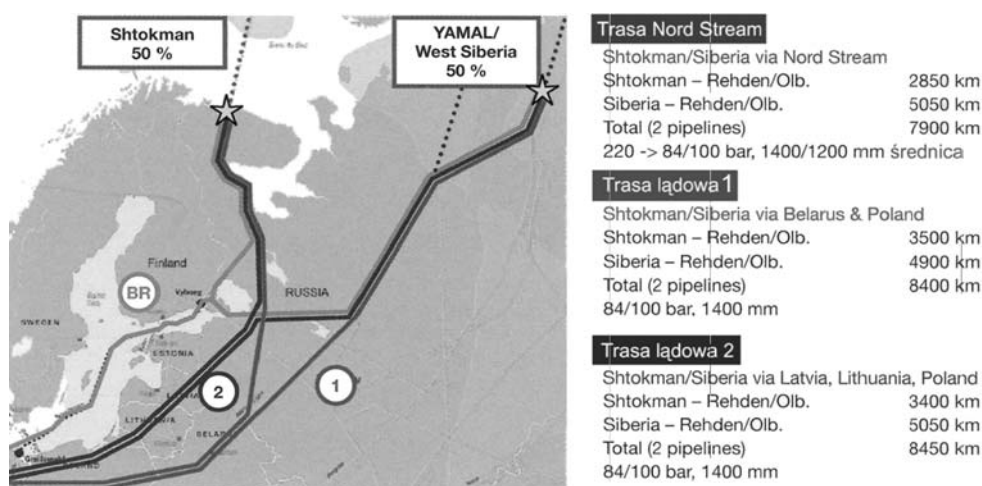 Shtokman
50 %
YAMAL/
West Siberia
50 %
Finland
BR
Vyborg
RUSSIA
SWEDEN
ESTONIA
2
1
LITHUANIA
Trasa Nord Stream
Shtokman/Siberia via Nord Stream
Shtokman – Rehden/Olb. 2850 km
Siberia – Rehden/Olb. 5050 km
Total (2 pipelines) 7900 km
220 -> 84/100 bar, 1400/1200 mm średnica
Trasa lądowa 1
Shtokman/Siberia via Belarus & Poland
Shtokman – Rehden/Olb. 3500 km
Siberia – Rehden/Olb. 4900 km
Total (2 pipelines) 8400 km
84/100 bar, 1400 mm
Trasa lądowa 2
Shtokman/Siberia via Latvia, Lithuania, Poland
Shtokman – Rehden/Olb. 3400 km
Siberia – Rehden/Olb. 5050 km
Total (2 pipelines) 8450 km
84/100 bar, 1400 mm